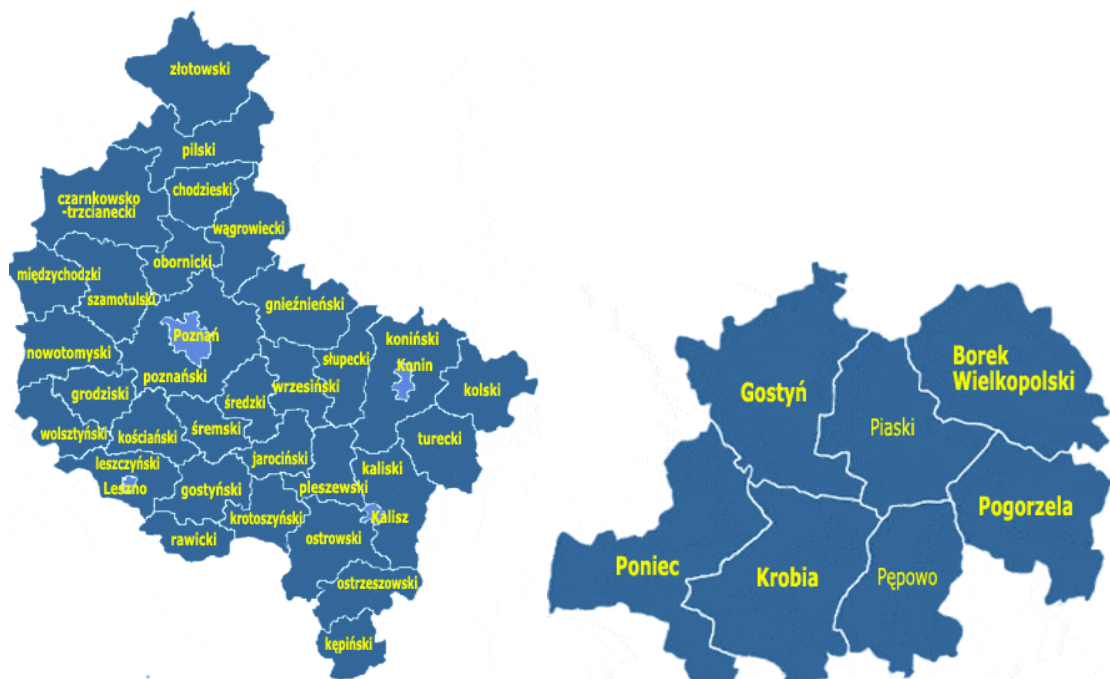 złotowski
pilski
chodzieski
czarnkowsko
-trzcianecki
wągrowiecki
obornicki
międzychodzki
szamotulski
gnieźnieński
Poznań
koniński
nowotomyski
słupecki
Konin
poznański
wrzesiński
kolski
grodziski
średzki
wolsztyński
kościański
śremski
turecki
leszczyński
jarociński
kaliski
Leszno
gostyński
pleszewski
krotoszyński
Kalisz
rawicki
ostrowski
ostrzeszowski
kępiński
Borek
Wielkopolski
Gostyń
Piaski
Pogorzela
Poniec
Krobia
Pępowo